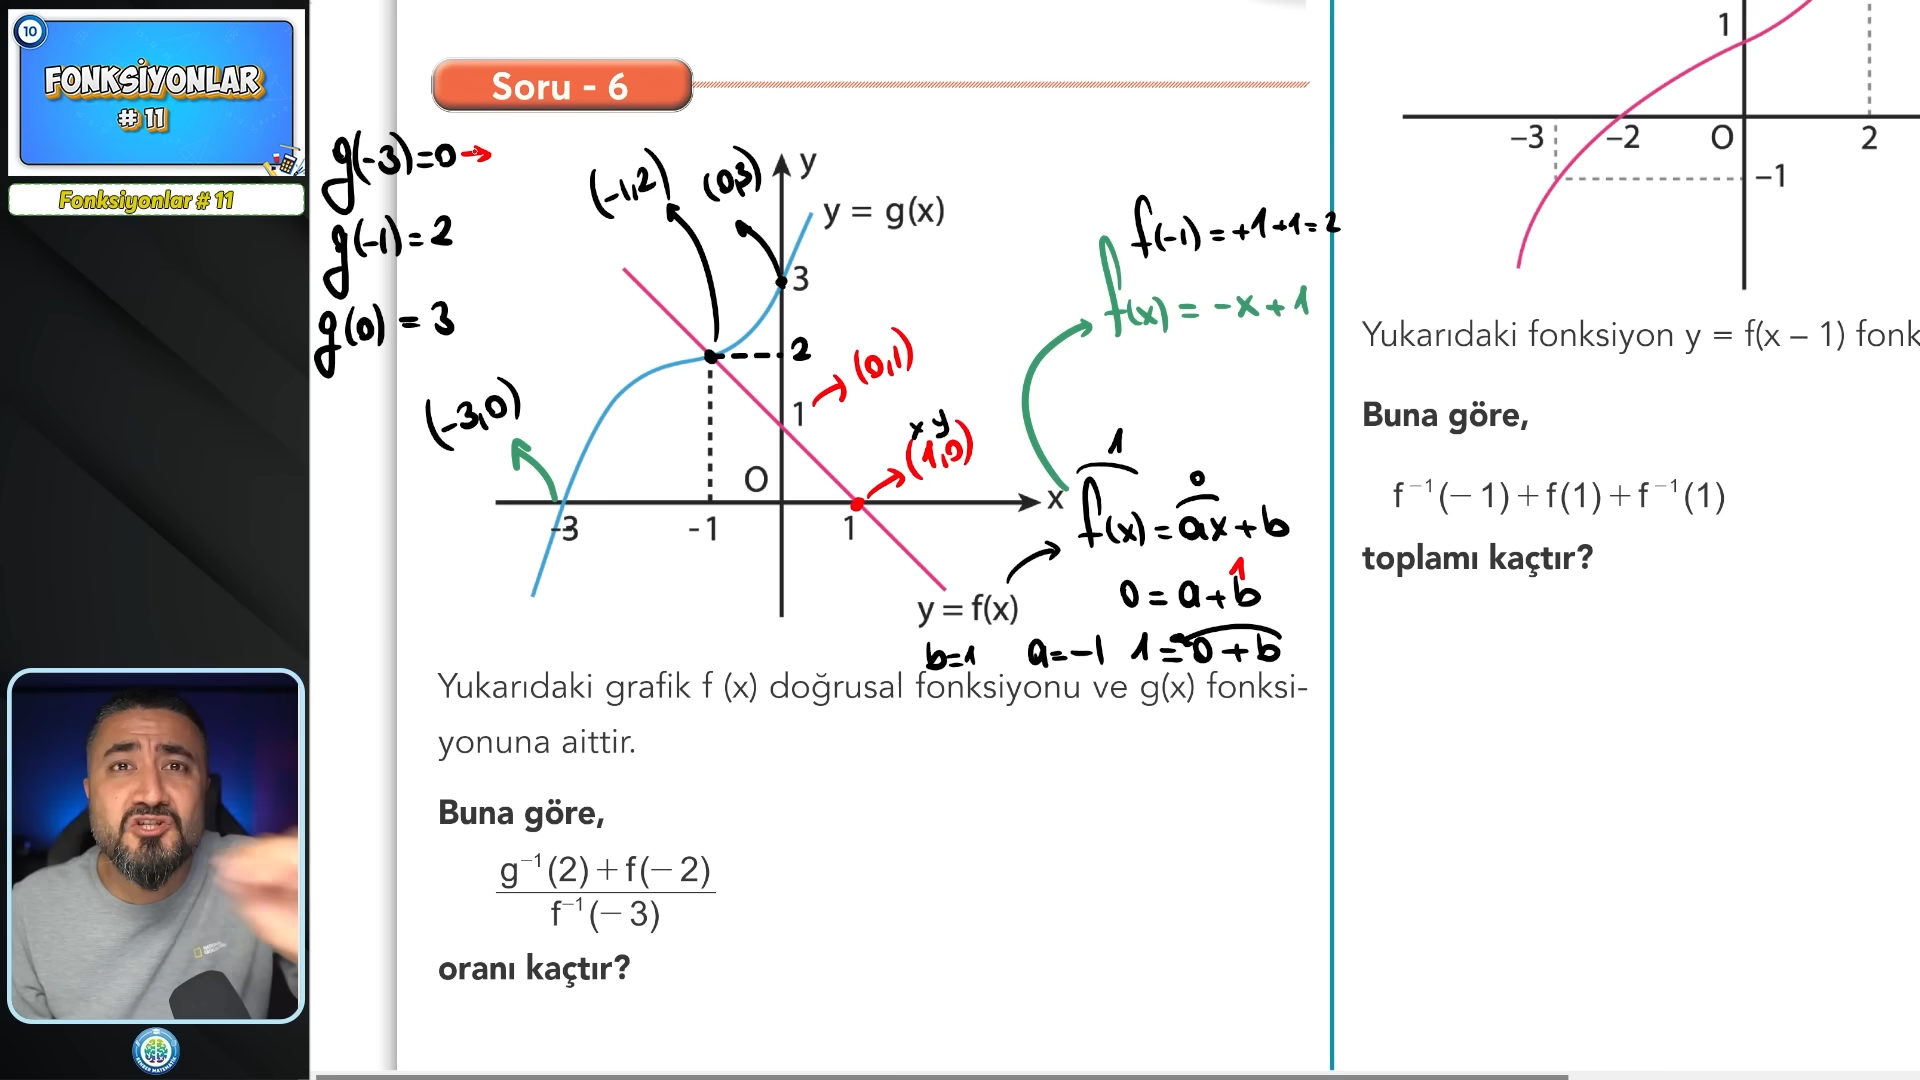 10
FONKSİYONLAR
# 11
Fonksiyonlar # 11
Soru - 6
g(-3)=0
g(-1)=2
g(0)=3
(-1,2)
(0,3)
y
y = g(x)
3
2
1
(0,1)
x y
(1,0)
(-3,0)
O
x
-3
-1
1
y = f(x)
f(-1)=+1+1=2
f(x) = -x+1
1
0
f(x)=ax+b
1
0=a+b
b=1 a=-1 1=0+b
Yukarıdaki grafik f (x) doğrusal fonksiyonu ve g(x) fonksi-
yonuna aittir.
Buna göre,
g⁻¹(2)+f(−2)
f⁻¹(−3)
oranı kaçtır?
1
−3
−2
O
2
−1
Yukarıdaki fonksiyon y = f(x – 1) fonk
Buna göre,
f⁻¹(−1)+f(1)+f⁻¹(1)
toplamı kaçtır?